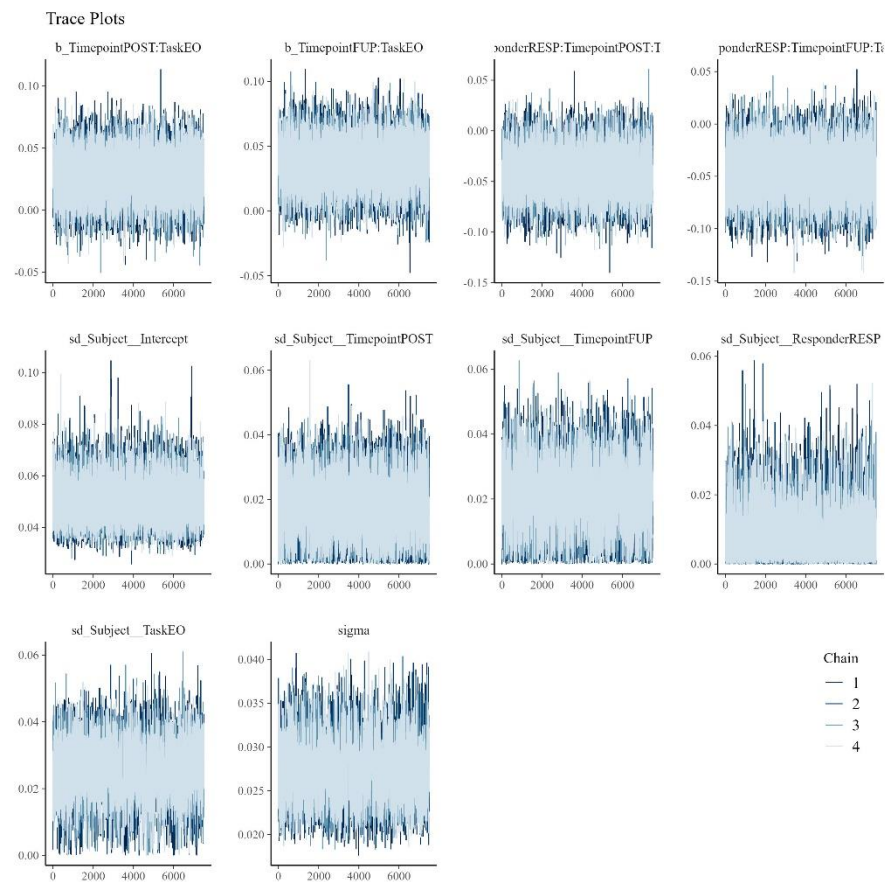 Trace Plots
b_TimepointPOST:TaskEO b_TimepointFUP:TaskEO ponderRESP:TimepointPOST:T ponderRESP:TimepointFUP:Ta
0.10 0.10 0.05 0.05
0.05 0.05 0.00 0.00
-0.05 -0.05
0.00 0.00 -0.10 -0.10
-0.05 -0.05 -0.15 -0.15
0 2000 4000 6000 0 2000 4000 6000 0 2000 4000 6000 0 2000 4000 6000
sd_Subject__Intercept sd_Subject__TimepointPOST sd_Subject__TimepointFUP sd_Subject__ResponderRESP
0.10 0.06 0.06 0.06
0.08 0.04 0.04 0.04
0.06 0.02 0.02 0.02
0.04 0.00 0.00 0.00
0 2000 4000 6000 0 2000 4000 6000 0 2000 4000 6000 0 2000 4000 6000
sd_Subject__TaskEO sigma
0.06 0.040
0.04 0.035
0.030
0.02 0.025
0.00 0.020
0 2000 4000 6000 0 2000 4000 6000
Chain
1
2
3
4